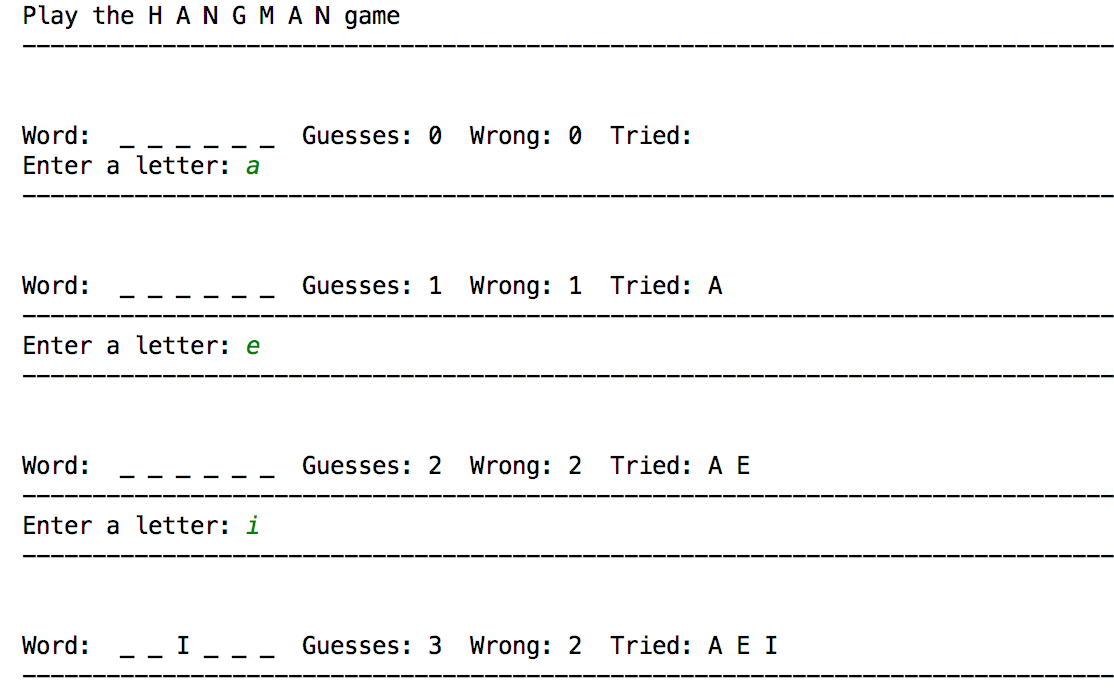 Play the H A N G M A N game
--------------------------------------------------------------------------------
Word:  _ _ _ _ _ _  Guesses: 0  Wrong: 0  Tried:
Enter a letter: a
--------------------------------------------------------------------------------
Word:  _ _ _ _ _ _  Guesses: 1  Wrong: 1  Tried: A
--------------------------------------------------------------------------------
Enter a letter: e
--------------------------------------------------------------------------------
Word:  _ _ _ _ _ _  Guesses: 2  Wrong: 2  Tried: A E
--------------------------------------------------------------------------------
Enter a letter: i
--------------------------------------------------------------------------------
Word:  _ _ I _ _ _  Guesses: 3  Wrong: 2  Tried: A E I
--------------------------------------------------------------------------------